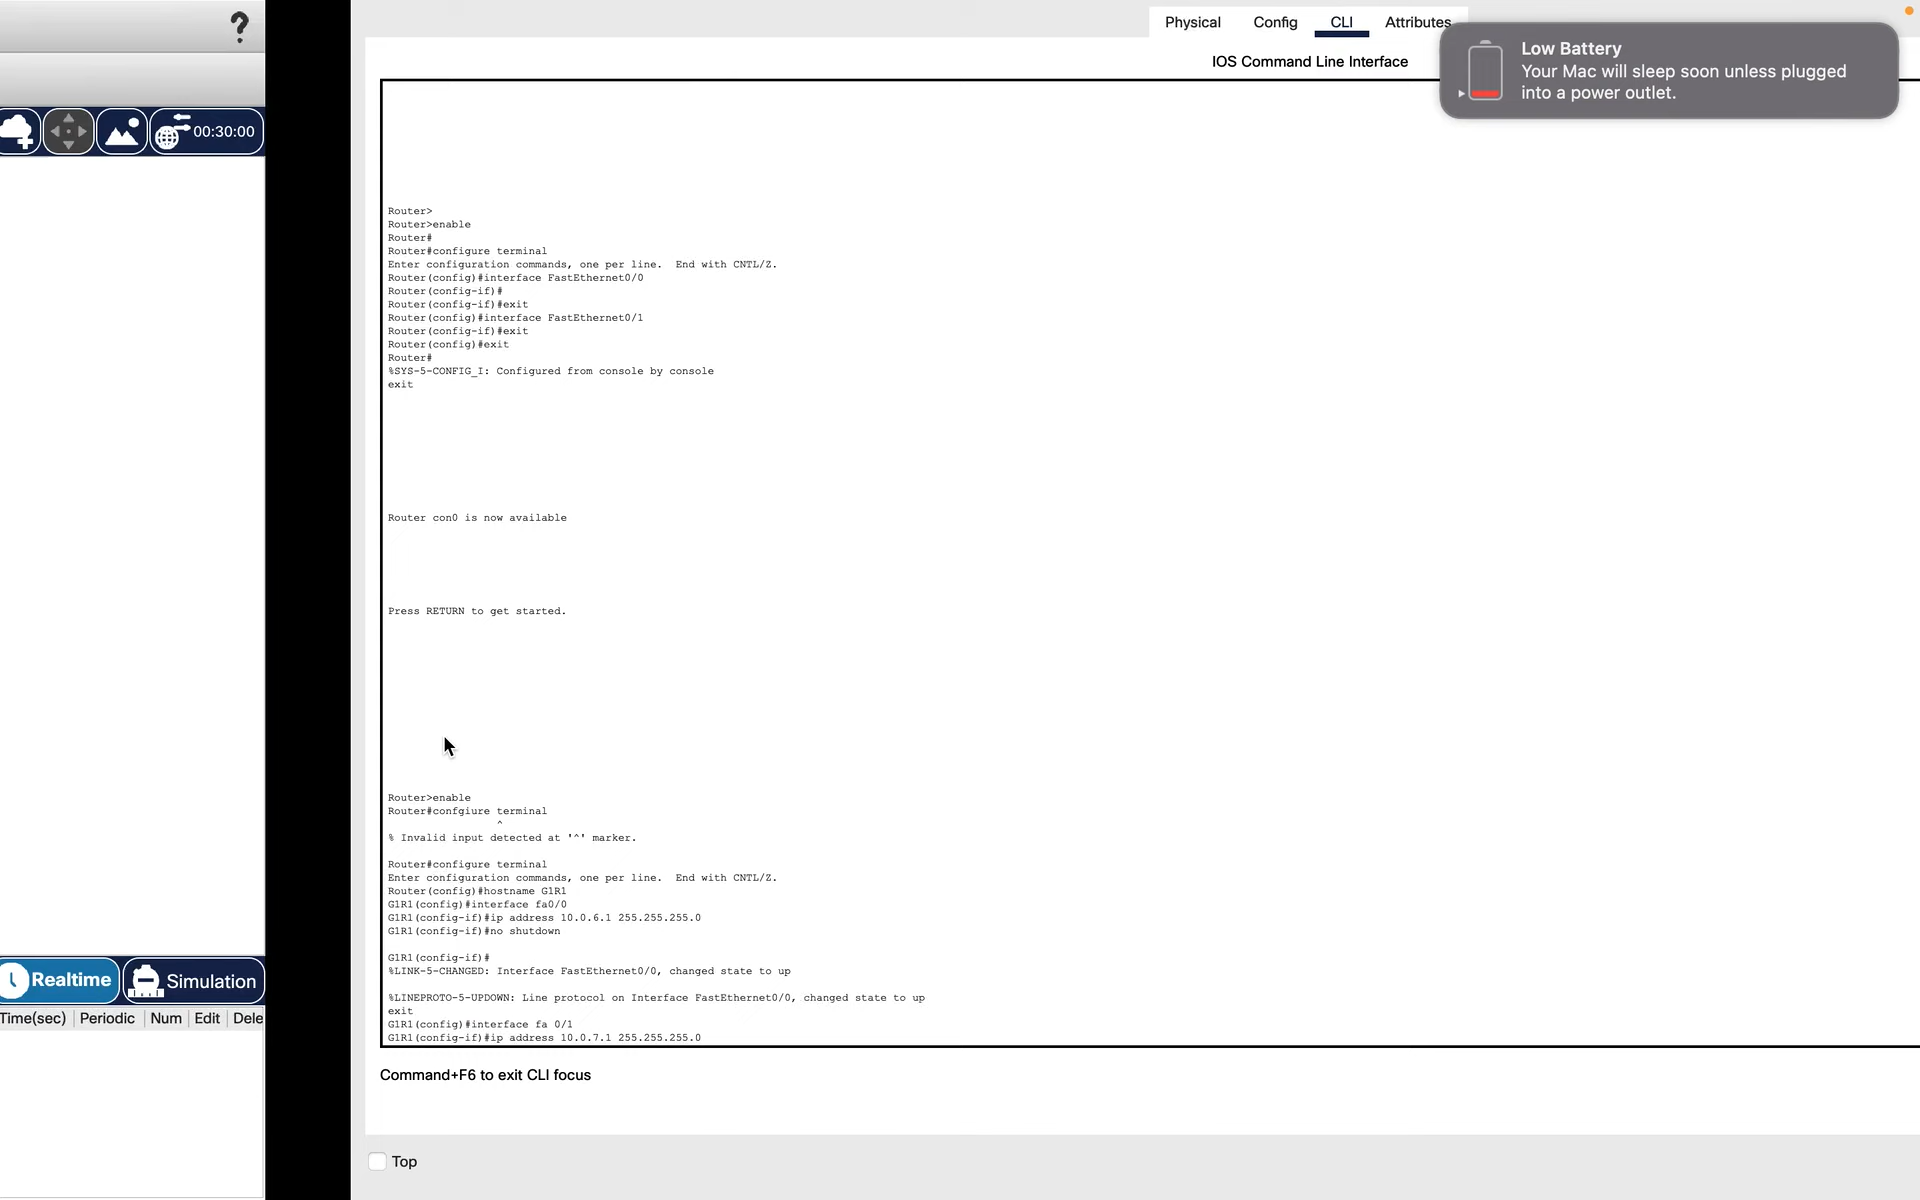 ?
Physical Config CLI Attributes
Low Battery
Your Mac will sleep soon unless plugged
into a power outlet.
IOS Command Line Interface
00:30:00
Router>
Router>enable
Router#
Router#configure terminal
Enter configuration commands, one per line.  End with CNTL/Z.
Router(config)#interface FastEthernet0/0
Router(config-if)#
Router(config-if)#exit
Router(config)#interface FastEthernet0/1
Router(config-if)#exit
Router(config)#exit
Router#
%SYS-5-CONFIG_I: Configured from console by console
exit
Router con0 is now available
Press RETURN to get started.
Router>enable
Router#confgiure terminal
^
% Invalid input detected at '^' marker.
Router#configure terminal
Enter configuration commands, one per line.  End with CNTL/Z.
Router(config)#hostname G1R1
G1R1(config)#interface fa0/0
G1R1(config-if)#ip address 10.0.6.1 255.255.255.0
G1R1(config-if)#no shutdown
G1R1(config-if)#
%LINK-5-CHANGED: Interface FastEthernet0/0, changed state to up
%LINEPROTO-5-UPDOWN: Line protocol on Interface FastEthernet0/0, changed state to up
exit
G1R1(config)#interface fa 0/1
G1R1(config-if)#ip address 10.0.7.1 255.255.255.0
Realtime Simulation
Time(sec) Periodic Num Edit Dele
Command+F6 to exit CLI focus
Top